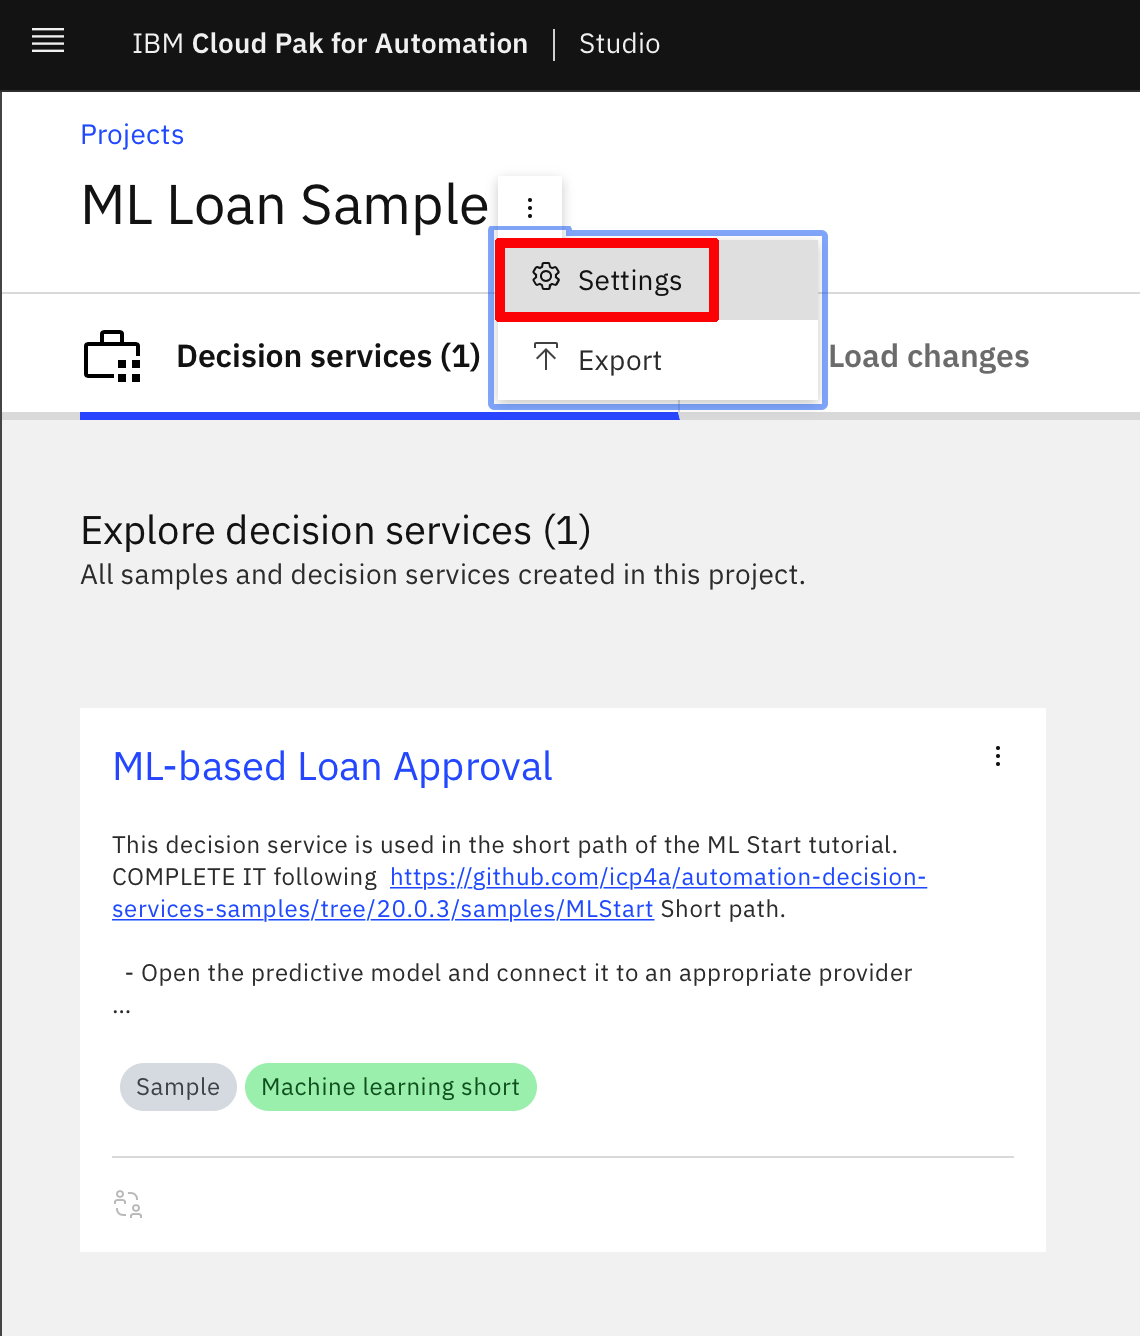 IBM Cloud Pak for Automation | Studio
Projects
ML Loan Sample
Settings
Export
Decision services (1)
Load changes
Explore decision services (1)
All samples and decision services created in this project.
ML-based Loan Approval
This decision service is used in the short path of the ML Start tutorial.
COMPLETE IT following https://github.com/icp4a/automation-decision-
services-samples/tree/20.0.3/samples/MLStart Short path.
- Open the predictive model and connect it to an appropriate provider
...
Sample
Machine learning short